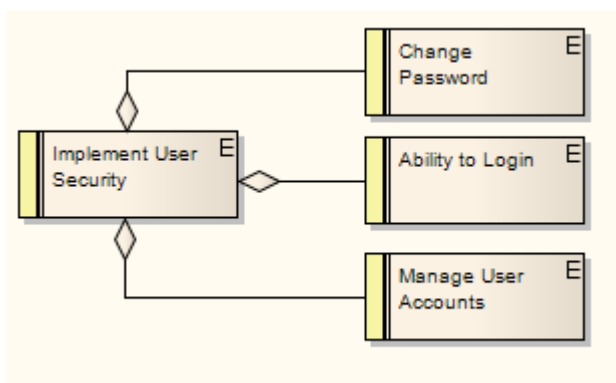 Change
Password
E
Implement User
Security
E
Ability to Login
E
Manage User
Accounts
E